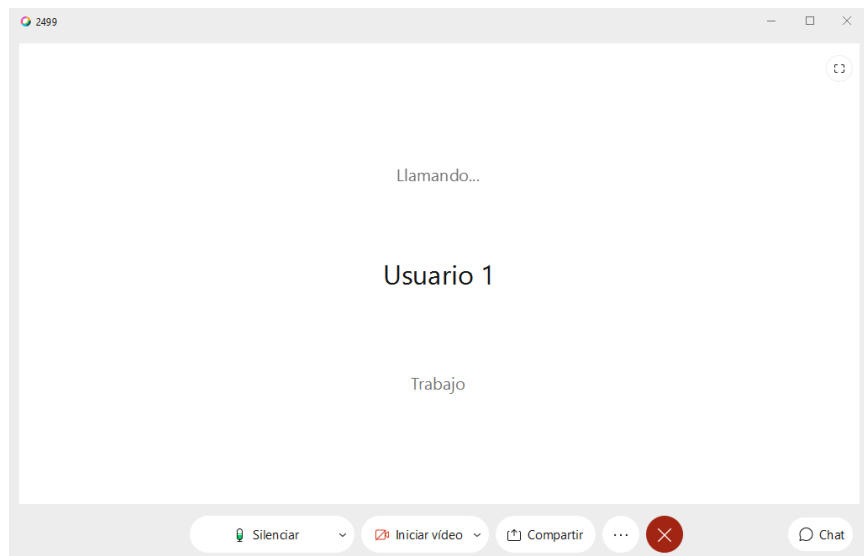 2499
Llamando...
Usuario 1
Trabajo
Silenciar
Iniciar vídeo
Compartir
Chat